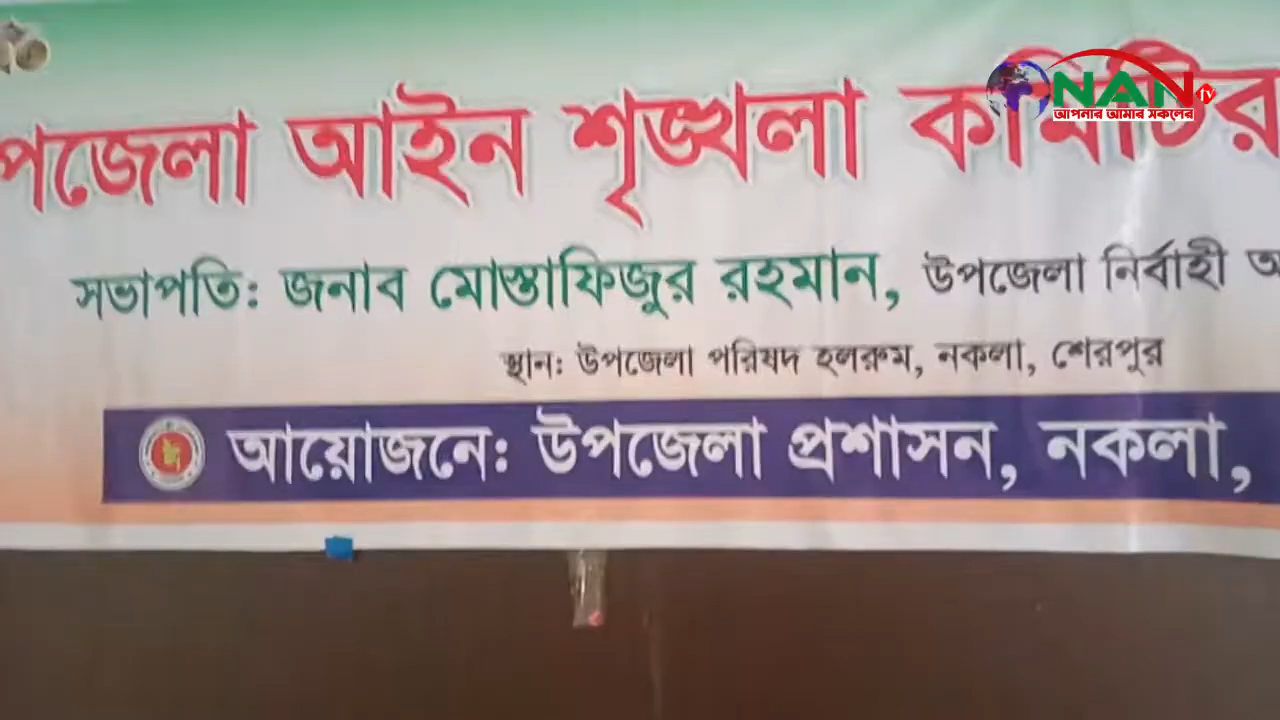 NAN TV
আপনার আমার সকলের
পজেলা আইন শৃঙ্খলা কমিটির
সভাপতি: জনাব মোস্তাফিজুর রহমান, উপজেলা নির্বাহী অ
স্থান: উপজেলা পরিষদ হলরুম, নকলা, শেরপুর
আয়োজনে: উপজেলা প্রশাসন, নকলা,